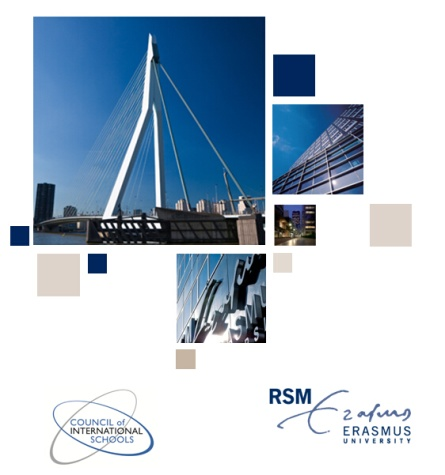 COUNCIL of
INTERNATIONAL
SCHOOLS
RSM
Erasmus
ERASMUS
UNIVERSITY